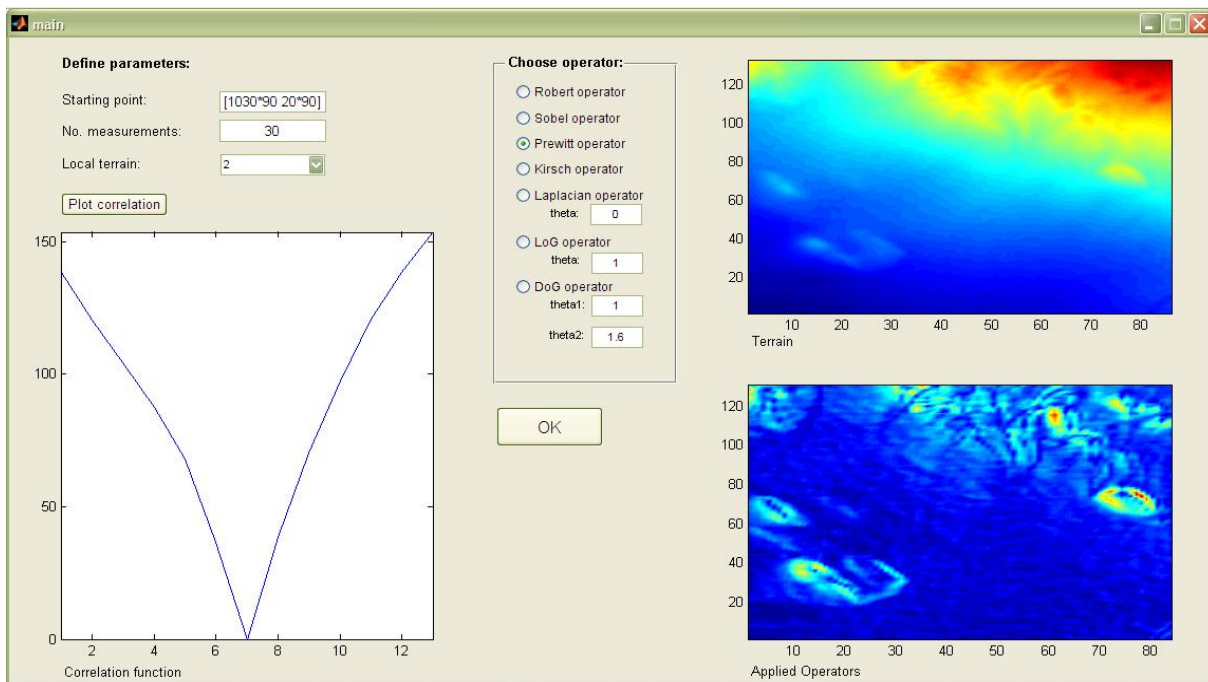 main
Define parameters:
Starting point:
[1030*90 20*90]
No. measurements:
30
Local terrain:
2
Plot correlation
150
100
50
0
2 4 6 8 10 12
Correlation function
Choose operator:
Robert operator
Sobel operator
Prewitt operator
Kirsch operator
Laplacian operator
theta:
0
LoG operator
theta:
1
DoG operator
theta1:
1
theta2:
1.6
OK
120
100
80
60
40
20
10 20 30 40 50 60 70 80
Terrain
120
100
80
60
40
20
10 20 30 40 50 60 70 80
Applied Operators